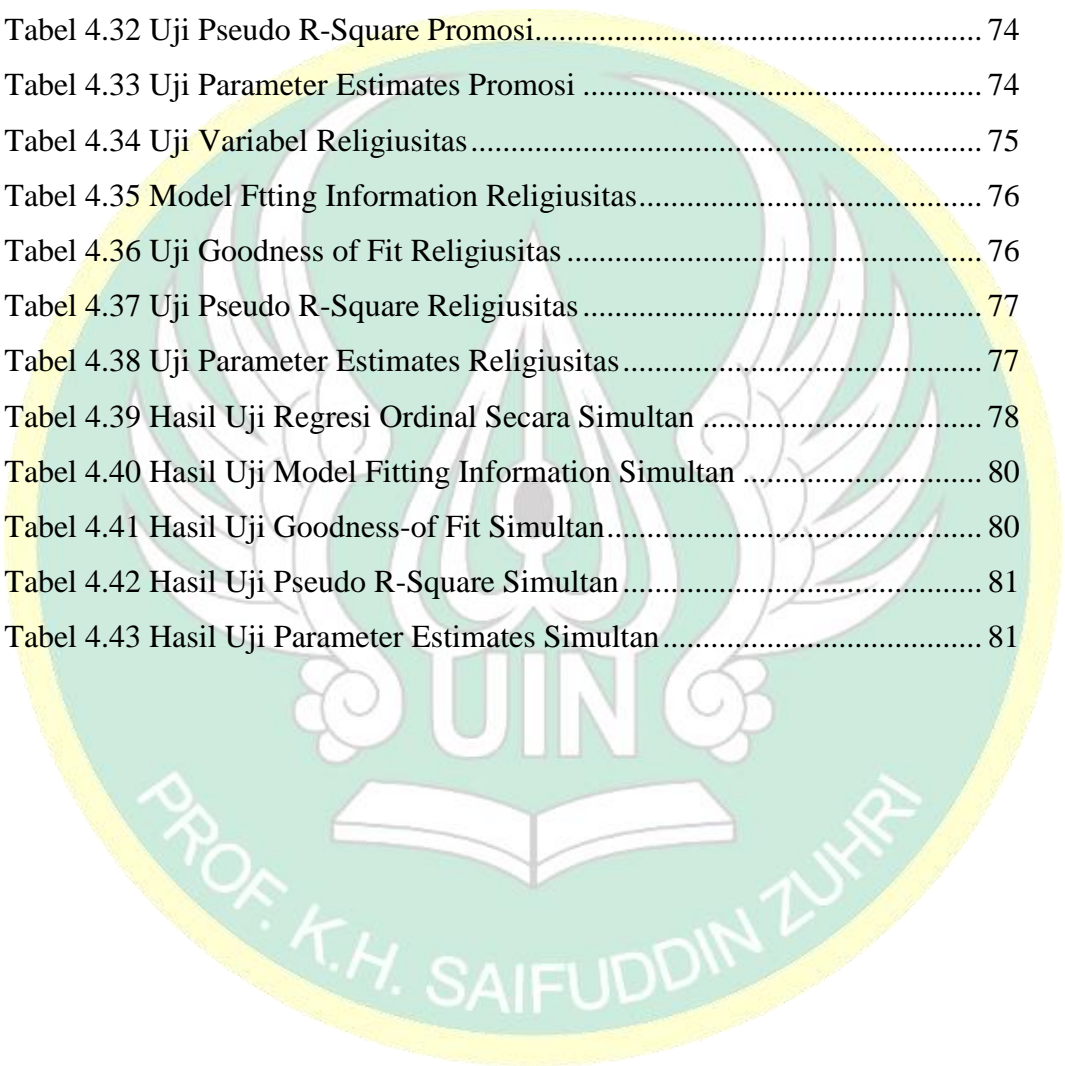 Tabel 4.32 Uji Pseudo R-Square Promosi....................................................... 74
Tabel 4.33 Uji Parameter Estimates Promosi ................................................. 74
Tabel 4.34 Uji Variabel Religiusitas............................................................... 75
Tabel 4.35 Model Ftting Information Religiusitas.......................................... 76
Tabel 4.36 Uji Goodness of Fit Religiusitas ................................................... 76
Tabel 4.37 Uji Pseudo R-Square Religiusitas ................................................. 77
Tabel 4.38 Uji Parameter Estimates Religiusitas ............................................ 77
Tabel 4.39 Hasil Uji Regresi Ordinal Secara Simultan .................................. 78
Tabel 4.40 Hasil Uji Model Fitting Information Simultan ............................. 80
Tabel 4.41 Hasil Uji Goodness-of Fit Simultan.............................................. 80
Tabel 4.42 Hasil Uji Pseudo R-Square Simultan ............................................ 81
Tabel 4.43 Hasil Uji Parameter Estimates Simultan ....................................... 81
UIN
PROF. K.H. SAIFUDDIN ZUHRI